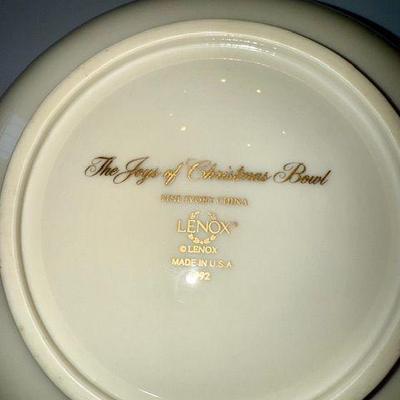 The Joys of Christmas Bowl
FINE IVORY CHINA
LENOX®
© LENOX
MADE IN U.S.A.